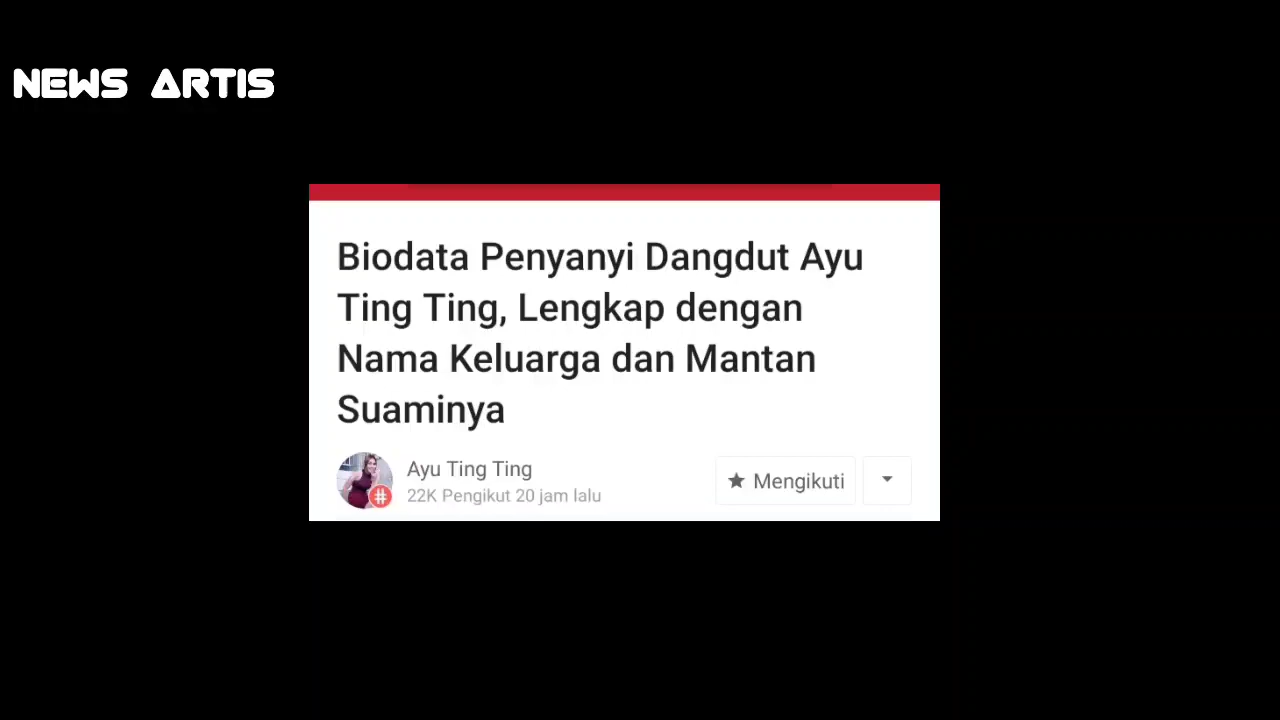 NEWS ARTIS
Biodata Penyanyi Dangdut Ayu
Ting Ting, Lengkap dengan
Nama Keluarga dan Mantan
Suaminya
Ayu Ting Ting
22K Pengikut 20 jam lalu
#
★ Mengikuti